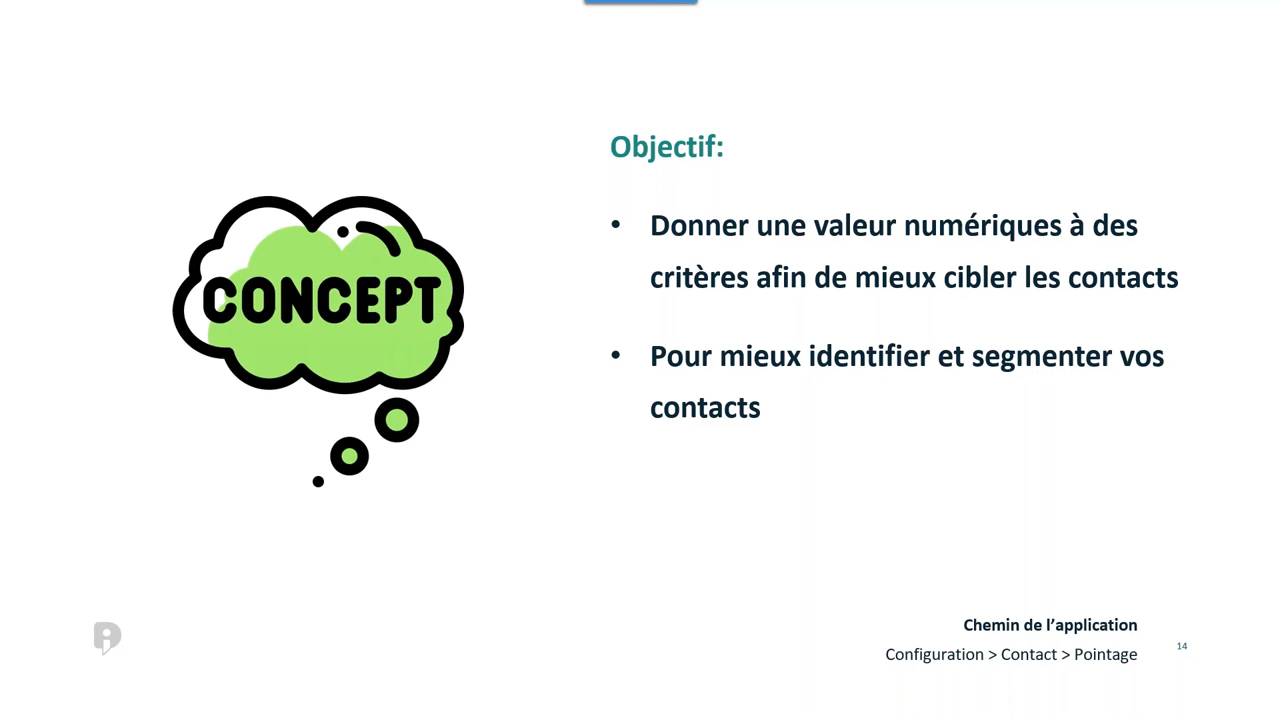 CONCEPT
Objectif:
• Donner une valeur numériques à des
critères afin de mieux cibler les contacts
• Pour mieux identifier et segmenter vos
contacts
Chemin de l’application
Configuration > Contact > Pointage
14